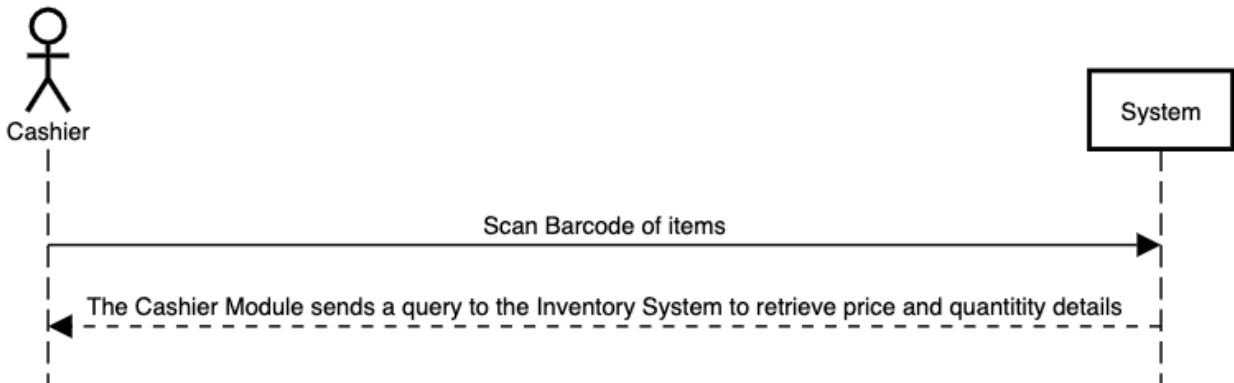 Cashier
System
Scan Barcode of items
The Cashier Module sends a query to the Inventory System to retrieve price and quantitity details